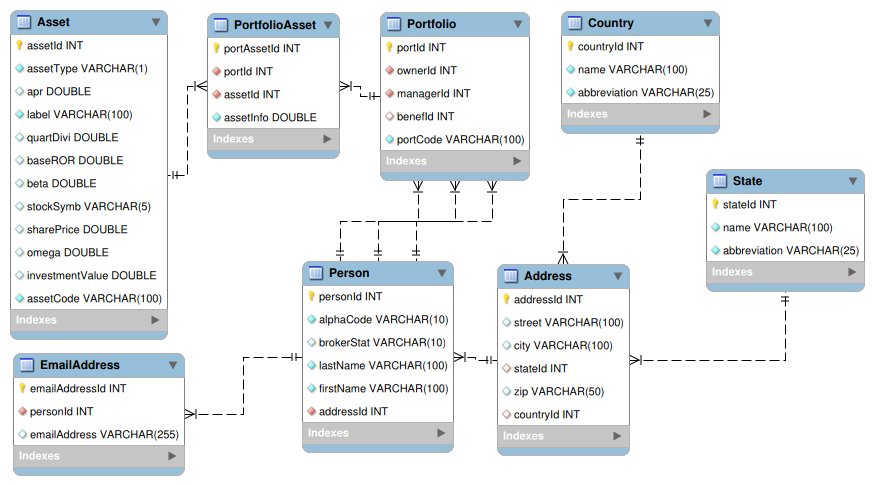 Asset
assetId INT
assetType VARCHAR(1)
apr DOUBLE
label VARCHAR(100)
quartDivi DOUBLE
baseROR DOUBLE
beta DOUBLE
stockSymb VARCHAR(5)
sharePrice DOUBLE
omega DOUBLE
investmentValue DOUBLE
assetCode VARCHAR(100)
Indexes
PortfolioAsset
portAssetId INT
portId INT
assetId INT
assetInfo DOUBLE
Indexes
Portfolio
portId INT
ownerId INT
managerId INT
benefId INT
portCode VARCHAR(100)
Indexes
Country
countryId INT
name VARCHAR(100)
abbreviation VARCHAR(25)
Indexes
State
stateId INT
name VARCHAR(100)
abbreviation VARCHAR(25)
Indexes
Person
personId INT
alphaCode VARCHAR(10)
brokerStat VARCHAR(10)
lastName VARCHAR(100)
firstName VARCHAR(100)
addressId INT
Indexes
Address
addressId INT
street VARCHAR(100)
city VARCHAR(100)
stateId INT
zip VARCHAR(50)
countryId INT
Indexes
EmailAddress
emailAddressId INT
personId INT
emailAddress VARCHAR(255)
Indexes